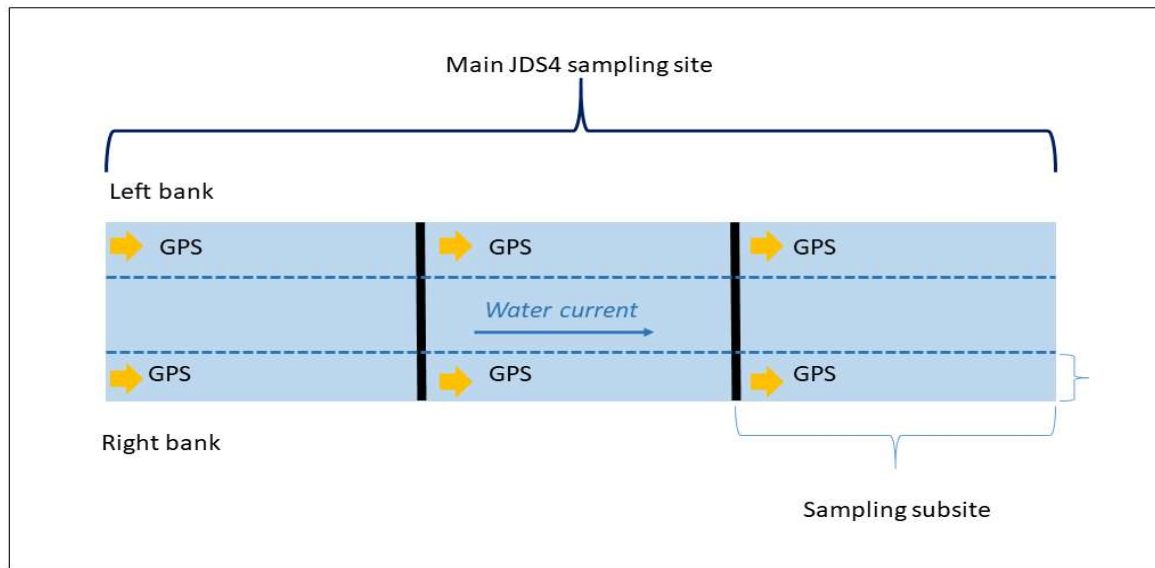 Main JDS4 sampling site
Left bank
GPS GPS GPS
Water current
GPS GPS GPS
Right bank
Sampling subsite